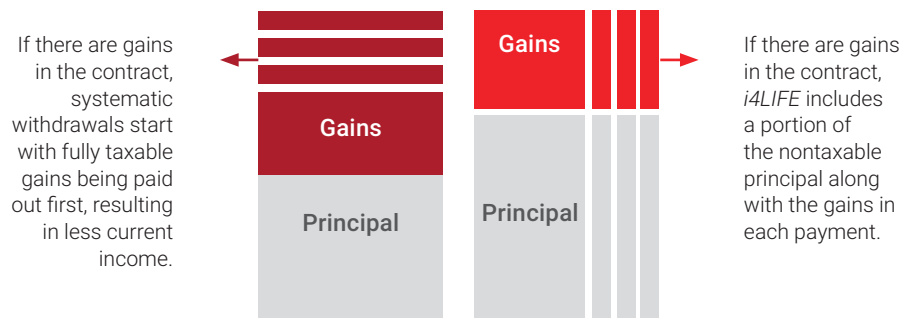 If there are gains
in the contract,
systematic
withdrawals start
with fully taxable
gains being paid
out first, resulting
in less current
income.
Gains
Principal
Gains
Principal
If there are gains
in the contract,
i4LIFE includes
a portion of
the nontaxable
principal along
with the gains in
each payment.